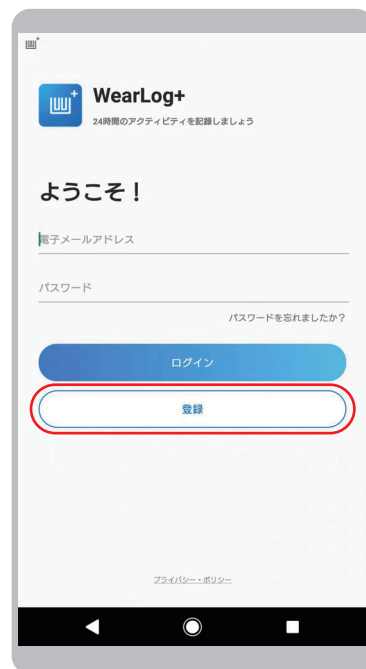 WearLog+
24時間のアクティビティを記録しましょう
ようこそ！
電子メールアドレス
パスワード
パスワードを忘れましたか？
ログイン
登録
プライバシー・ポリシー